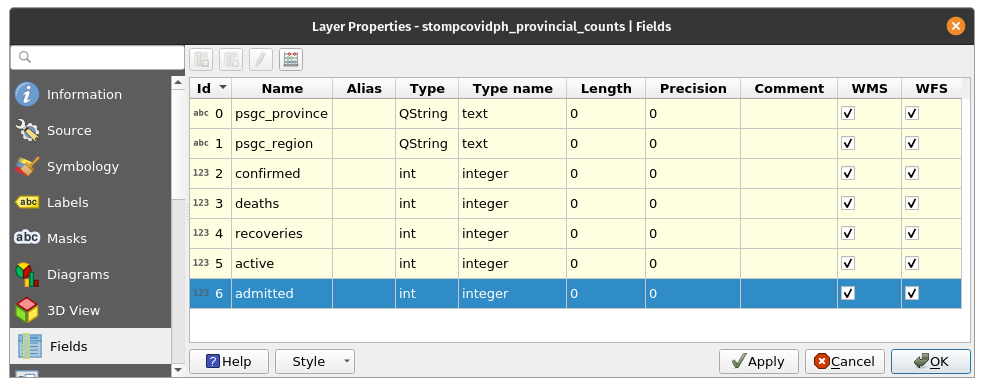 Layer Properties - stompcovidph_provincial_counts | Fields
Information
Source
Symbology
abc Labels
abc Masks
Diagrams
3D View
Fields
Id Name Alias Type Type name Length Precision Comment WMS WFS
abc 0 psgc_province QString text 0 0
abc 1 psgc_region QString text 0 0
123 2 confirmed int integer 0 0
123 3 deaths int integer 0 0
123 4 recoveries int integer 0 0
123 5 active int integer 0 0
123 6 admitted int integer 0 0
Help Style Apply Cancel OK